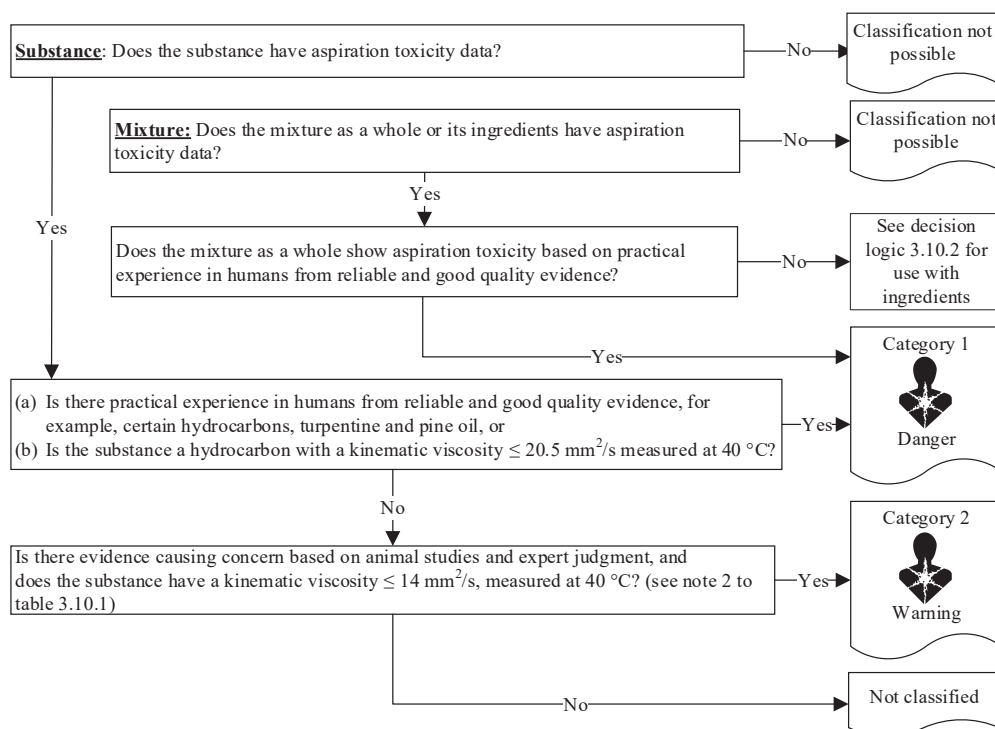 Substance: Does the substance have aspiration toxicity data?
No
Classification not
possible
Mixture: Does the mixture as a whole or its ingredients have aspiration
toxicity data?
No
Classification not
possible
Yes
Yes
Does the mixture as a whole show aspiration toxicity based on practical
experience in humans from reliable and good quality evidence?
No
See decision
logic 3.10.2 for
use with
ingredients
Yes
Category 1
Danger
(a) Is there practical experience in humans from reliable and good quality evidence, for
example, certain hydrocarbons, turpentine and pine oil, or
(b) Is the substance a hydrocarbon with a kinematic viscosity ≤ 20.5 mm²/s measured at 40 °C?
Yes
No
Category 2
Warning
Is there evidence causing concern based on animal studies and expert judgment, and
does the substance have a kinematic viscosity ≤ 14 mm²/s, measured at 40 °C? (see note 2 to
table 3.10.1)
Yes
No
Not classified